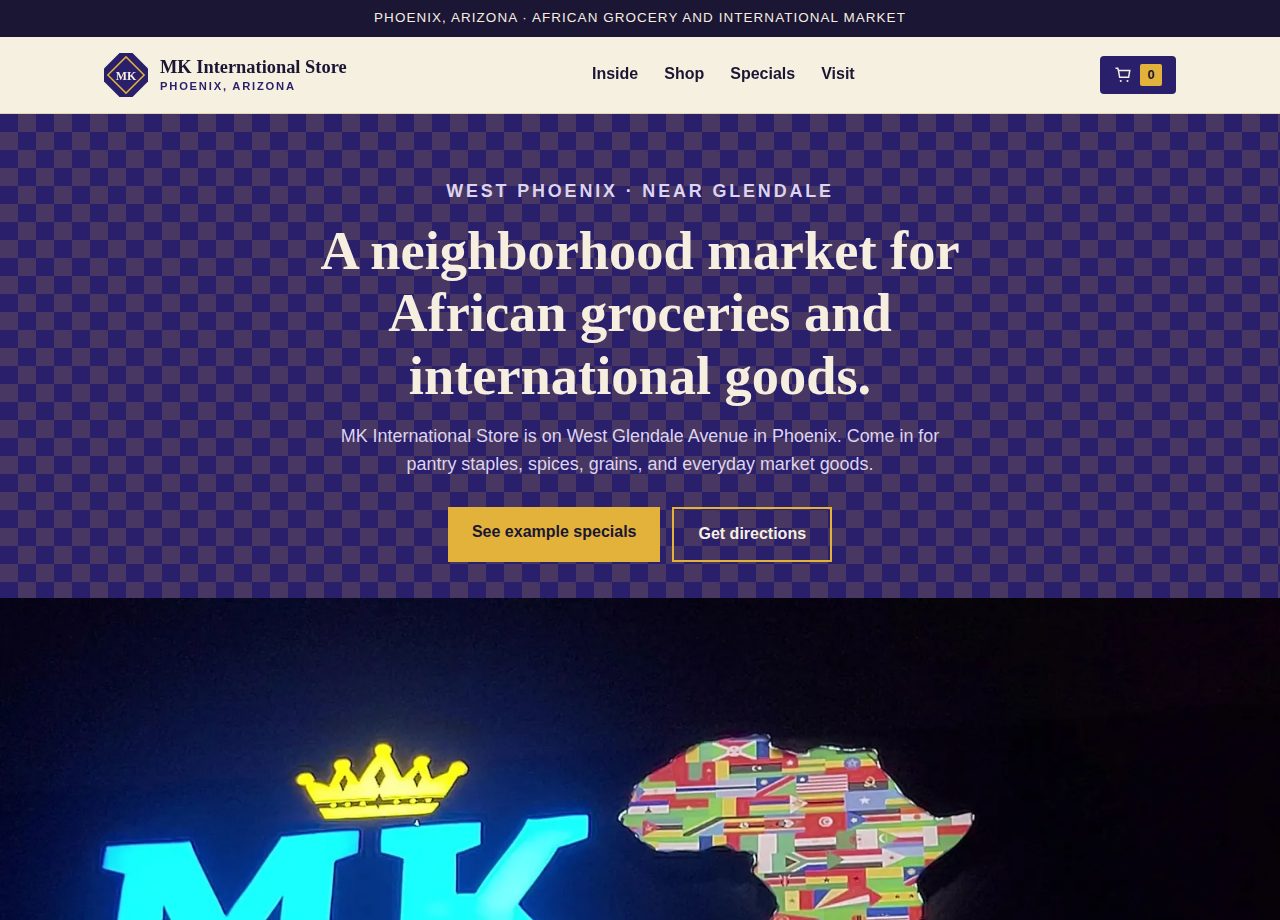 PHOENIX, ARIZONA · AFRICAN GROCERY AND INTERNATIONAL MARKET
MK
MK International Store
PHOENIX, ARIZONA
Inside
Shop
Specials
Visit
0
WEST PHOENIX · NEAR GLENDALE
A neighborhood market for
African groceries and
international goods.
MK International Store is on West Glendale Avenue in Phoenix. Come in for
pantry staples, spices, grains, and everyday market goods.
See example specials
Get directions
MK